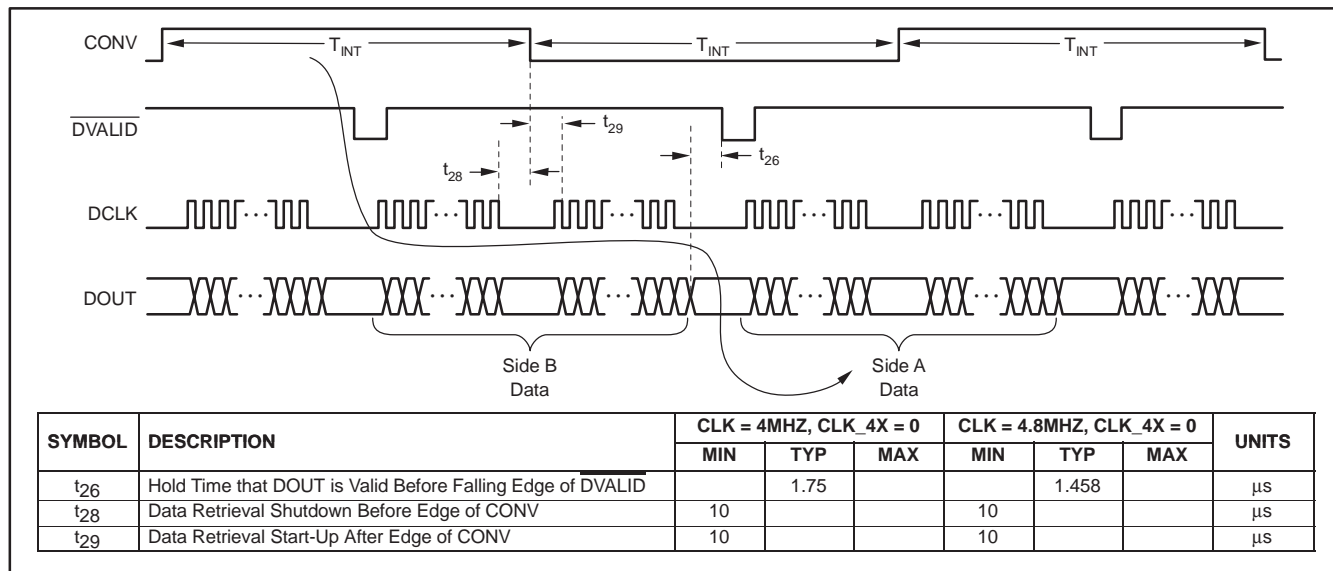 CONV
T_INT T_INT T_INT
DVALID
t29
t26
t28
DCLK
... ... ... ... ... ...
DOUT
... ... ... ... ... ...
Side B Data
Side A Data
SYMBOL DESCRIPTION CLK = 4MHZ, CLK_4X = 0 CLK = 4.8MHZ, CLK_4X = 0 UNITS
MIN TYP MAX MIN TYP MAX
t26 Hold Time that DOUT is Valid Before Falling Edge of DVALID 1.75 1.458 μs
t28 Data Retrieval Shutdown Before Edge of CONV 10 10 μs
t29 Data Retrieval Start-Up After Edge of CONV 10 10 μs